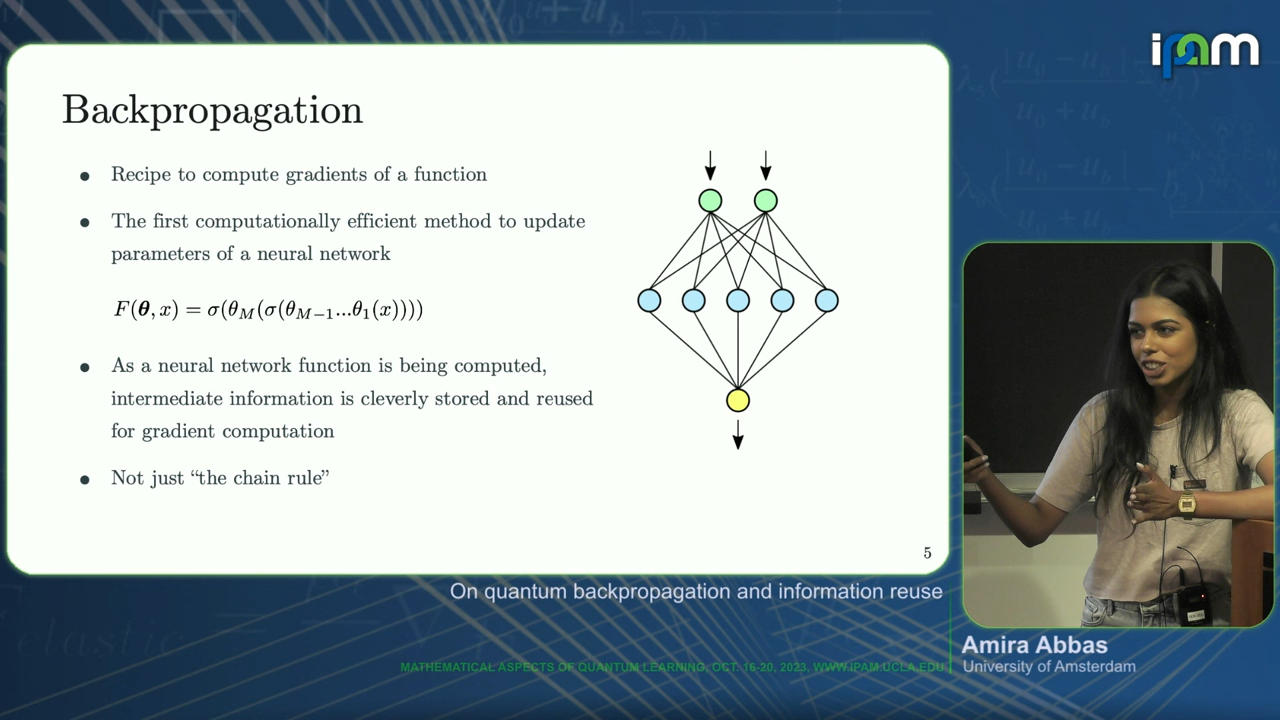 ipam
Backpropagation
● Recipe to compute gradients of a function
● The first computationally efficient method to update
parameters of a neural network
F(θ, x) = σ(θ_M(σ(θ_{M−1}...θ_1(x))))
● As a neural network function is being computed,
intermediate information is cleverly stored and reused
for gradient computation
● Not just “the chain rule”
5
On quantum backpropagation and information reuse
Amira Abbas
University of Amsterdam
MATHEMATICAL ASPECTS OF QUANTUM LEARNING, OCT. 16-20, 2023, WWW.IPAM.UCLA.EDU
elastic